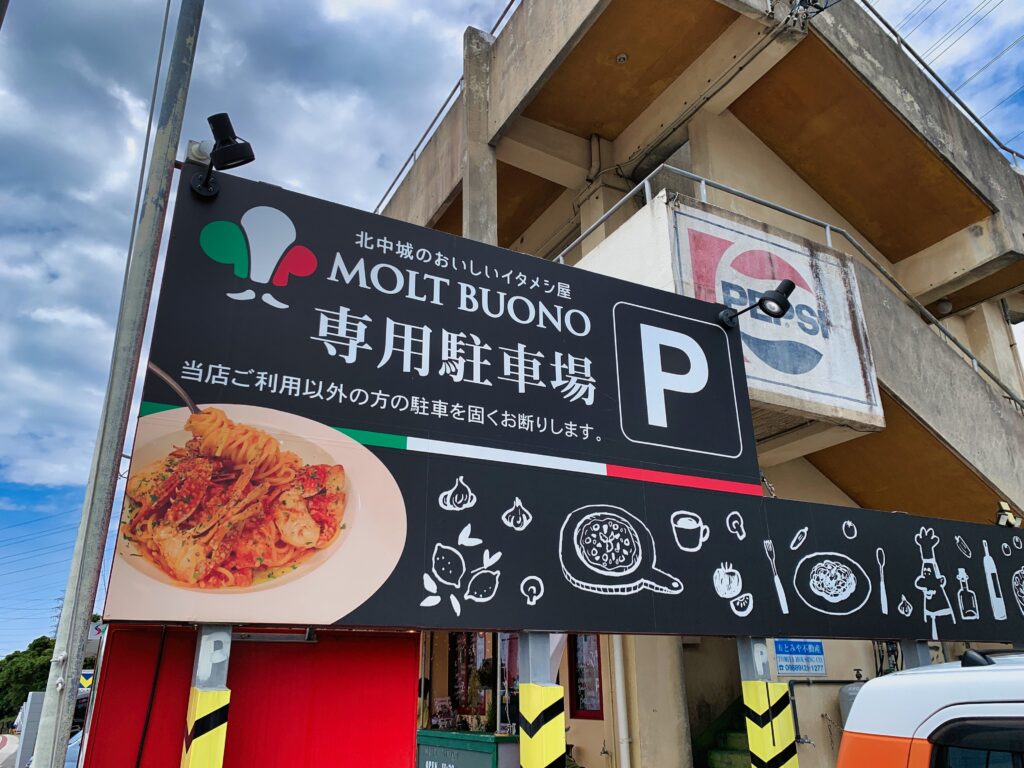 北中城のおいしいイタメシ屋
MOLT BUONO
専用駐車場
当店ご利用以外の方の駐車を固くお断りします。
P
PEPSI
P
P
OPEN